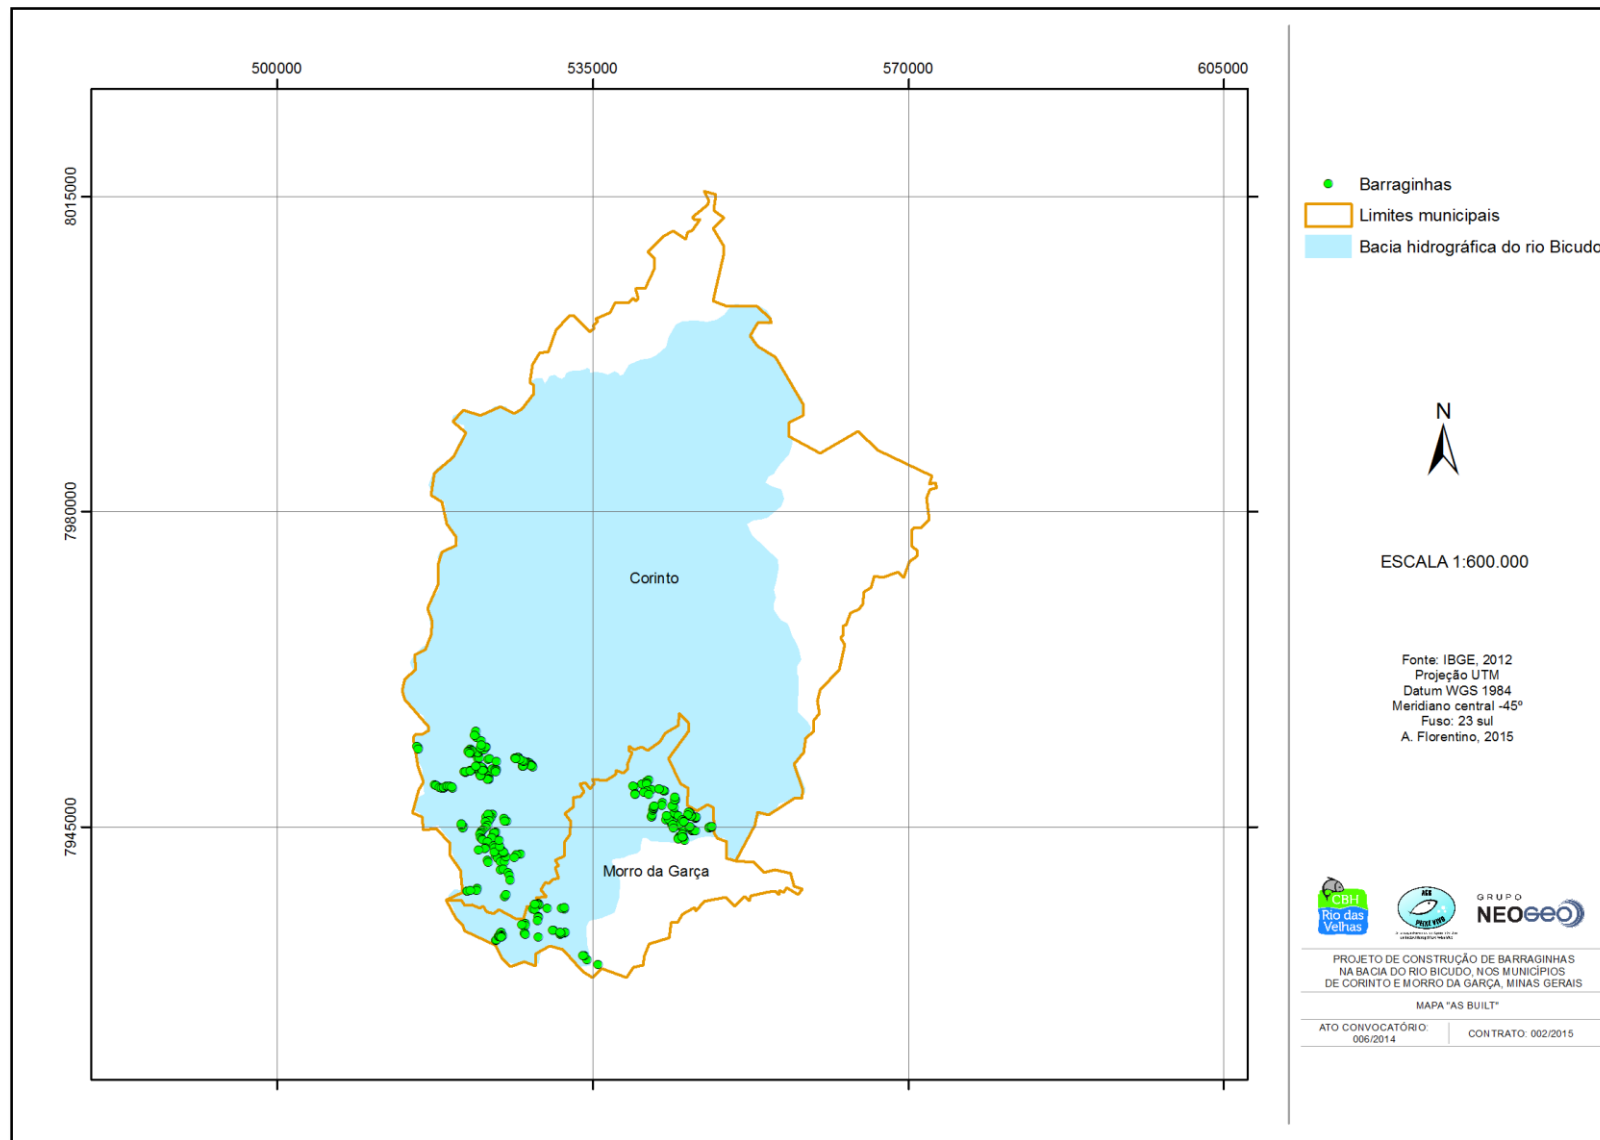 500000
535000
570000
605000
8015000
7980000
7945000
Corinto
Morro da Garça
Barraginhas
Limites municipais
Bacia hidrográfica do rio Bicudo
N
ESCALA 1:600.000
Fonte: IBGE, 2012
Projeção UTM
Datum WGS 1984
Meridiano central -45º
Fuso: 23 sul
A. Florentino, 2015
CBH
Rio das
Velhas
AGB
PEIXE VIVO
GRUPO
NEOGEO
PROJETO DE CONSTRUÇÃO DE BARRAGINHAS
NA BACIA DO RIO BICUDO, NOS MUNICÍPIOS
DE CORINTO E MORRO DA GARÇA, MINAS GERAIS
MAPA "AS BUILT"
ATO CONVOCATÓRIO:
006/2014
CONTRATO: 002/2015